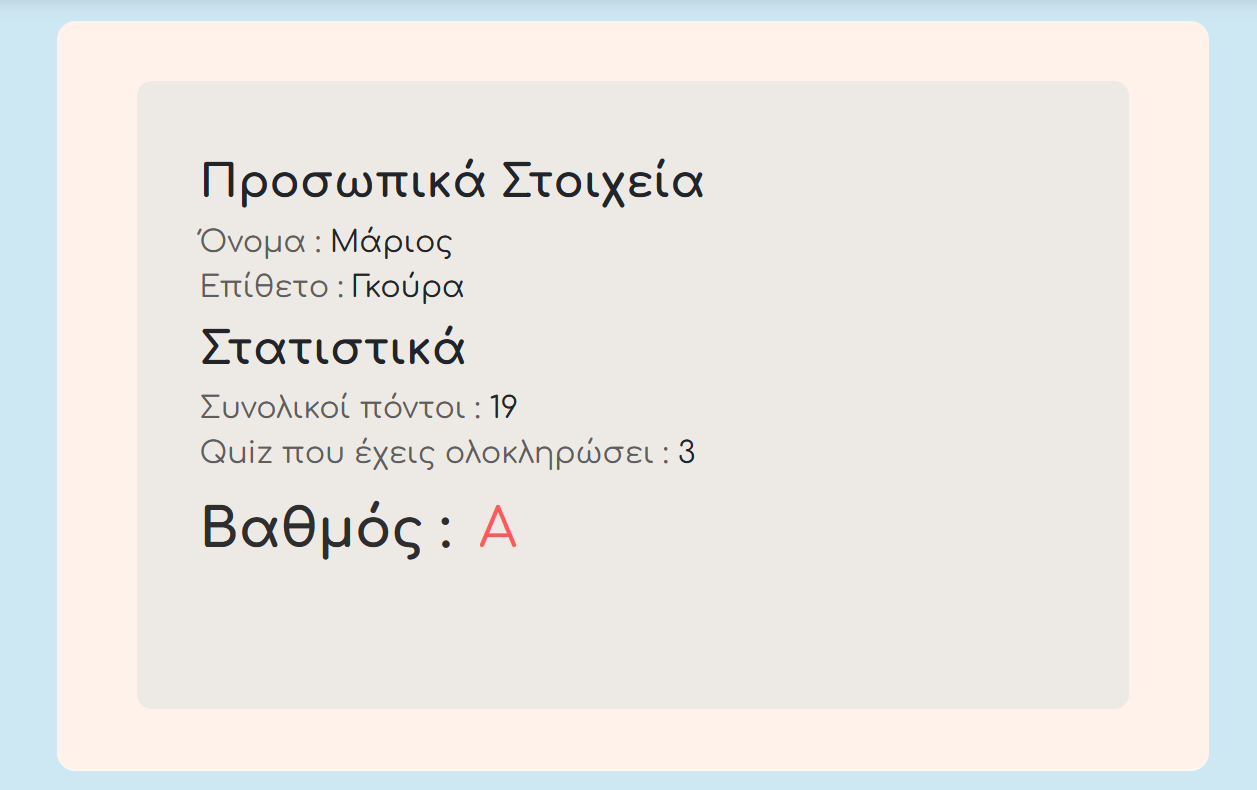 Προσωπικά Στοιχεία
Όνομα : Μάριος
Επίθετο : Γκούρα
Στατιστικά
Συνολικοί πόντοι : 19
Quiz που έχεις ολοκληρώσει : 3
Βαθμός : Α